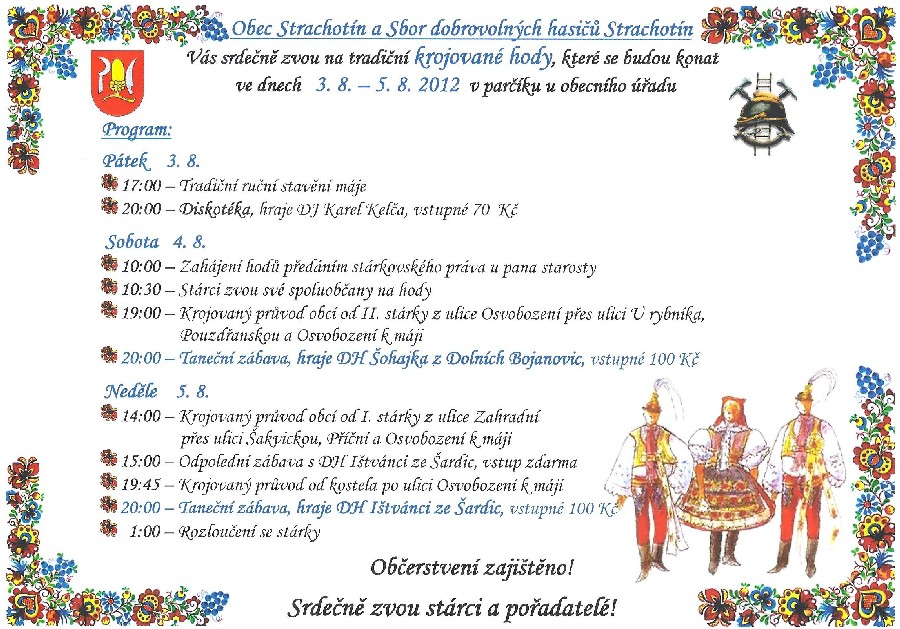 Obec Strachotín a Sbor dobrovolných hasičů Strachotín
Vás srdečně zvou na tradiční krojované hody, které se budou konat
ve dnech 3. 8. – 5. 8. 2012 v parčíku u obecního úřadu
Program:
Pátek 3. 8.
17:00 – Tradiční ruční stavění máje
20:00 – Diskotéka, hraje DJ Karel Kelča, vstupné 70 Kč
Sobota 4. 8.
10:00 – Zahájení hodů předáním stárkovského práva u pana starosty
10:30 – Stárci zvou své spoluobčany na hody
19:00 – Krojovaný průvod obcí od II. stárky z ulice Osvobození přes ulici U rybníka,
Pouzdřanskou a Osvobození k máji
20:00 – Taneční zábava, hraje DH Šohajka z Dolních Bojanovic, vstupné 100 Kč
Neděle 5. 8.
14:00 – Krojovaný průvod obcí od I. stárky z ulice Zahradní
přes ulici Šakvickou, Příční a Osvobození k máji
15:00 – Odpolední zábava s DH Ištvánci ze Šardic, vstup zdarma
19:45 – Krojovaný průvod od kostela po ulici Osvobození k máji
20:00 – Taneční zábava, hraje DH Ištvánci ze Šardic, vstupné 100 Kč
1:00 – Rozloučení se stárky
Občerstvení zajištěno!
Srdečně zvou stárci a pořadatelé!